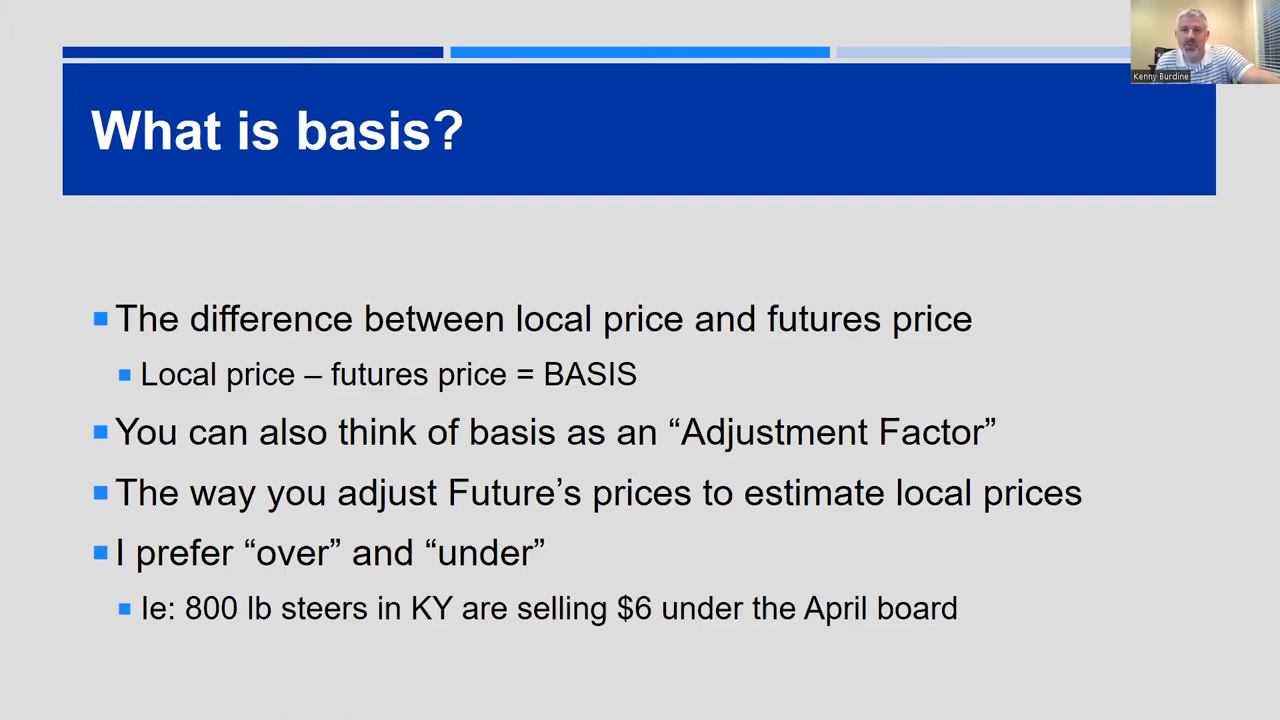 Kenny Burdine
What is basis?
The difference between local price and futures price
Local price – futures price = BASIS
You can also think of basis as an “Adjustment Factor”
The way you adjust Future’s prices to estimate local prices
I prefer “over” and “under”
Ie: 800 lb steers in KY are selling $6 under the April board